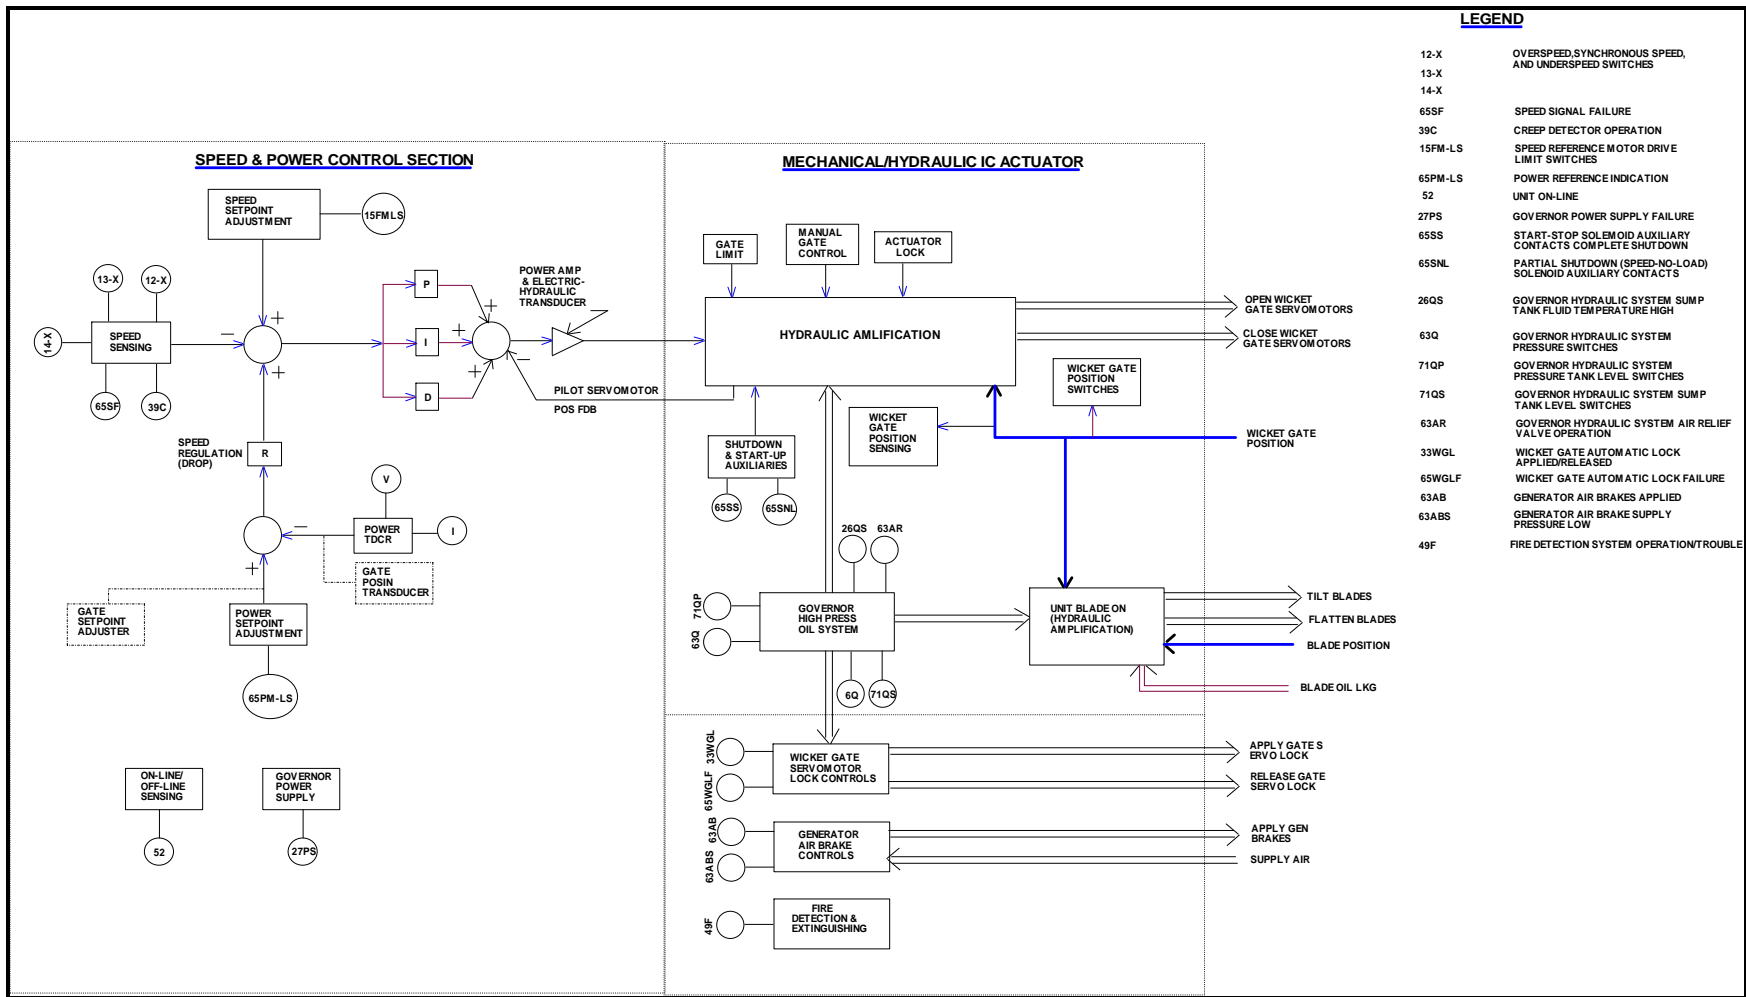 LEGEND
12-X OVERSPEED,SYNCHRONOUS SPEED,
AND UNDERSPEED SWITCHES
13-X
14-X
65SF SPEED SIGNAL FAILURE
39C CREEP DETECTOR OPERATION
15FM-LS SPEED REFERENCE MOTOR DRIVE
LIMIT SWITCHES
65PM-LS POWER REFERENCE INDICATION
52 UNIT ON-LINE
27PS GOVERNOR POWER SUPPLY FAILURE
65SS START-STOP SOLEMOID AUXILIARY
CONTACTS COMPLETE SHUTDOWN
65SNL PARTIAL SHUTDOWN (SPEED-NO-LOAD)
SOLENOID AUXILIARY CONTACTS
26QS GOVERNOR HYDRAULIC SYSTEM SUMP
TANK FLUID TEMPERATURE HIGH
63Q GOVERNOR HYDRAULIC SYSTEM
PRESSURE SWITCHES
71QP GOVERNOR HYDRAULIC SYSTEM
PRESSURE TANK LEVEL SWITCHES
71QS GOVERNOR HYDRAULIC SYSTEM SUMP
TANK LEVEL SWITCHES
63AR GOVERNOR HYDRAULIC SYSTEM AIR RELIEF
VALVE OPERATION
33WGL WICKET GATE AUTOMATIC LOCK
APPLIED/RELEASED
65WGLF WICKET GATE AUTOMATIC LOCK FAILURE
63AB GENERATOR AIR BRAKES APPLIED
63ABS GENERATOR AIR BRAKE SUPPLY
PRESSURE LOW
49F FIRE DETECTION SYSTEM OPERATION/TROUBLE
SPEED & POWER CONTROL SECTION
SPEED
SETPOINT
ADJUSTMENT
15FMLS
13-X
12-X
14-X
SPEED
SENSING
65SF
39C
−
+
+
P
I
D
+
+
+
−
POWER AMP
& ELECTRIC-
HYDRAULIC
TRANSDUCER
PILOT SERVOMOTOR
POS FDB
SPEED
REGULATION
(DROP)
R
V
I
POWER
TDCR
−
+
GATE
POSIN
TRANSDUCER
GATE
SETPOINT
ADJUSTER
POWER
SETPOINT
ADJUSTMENT
65PM-LS
ON-LINE/
OFF-LINE
SENSING
52
GOVERNOR
POWER
SUPPLY
27PS
MECHANICAL/HYDRAULIC IC ACTUATOR
GATE
LIMIT
MANUAL
GATE
CONTROL
ACTUATOR
LOCK
HYDRAULIC AMLIFICATION
OPEN WICKET
GATE SERVOMOTORS
CLOSE WICKET
GATE SERVOMOTORS
WICKET GATE
POSITION
SWITCHES
WICKET
GATE
POSITION
SENSING
WICKET GATE
POSITION
SHUTDOWN
& START-UP
AUXILIARIES
65SS
65SNL
26QS
63AR
71QP
63Q
GOVERNOR
HIGH PRESS
OIL SYSTEM
6Q
71QS
UNIT BLADE ON
(HYDRAULIC
AMPLIFICATION)
TILT BLADES
FLATTEN BLADES
BLADE POSITION
BLADE OIL LKG
33WGL
65WGLF
WICKET GATE
SERVOMOTOR
LOCK CONTROLS
APPLY GATE S
ERVO LOCK
RELEASE GATE
SERVO LOCK
63AB
63ABS
GENERATOR
AIR BRAKE
CONTROLS
APPLY GEN
BRAKES
SUPPLY AIR
49F
FIRE
DETECTION &
EXTINGUISHING